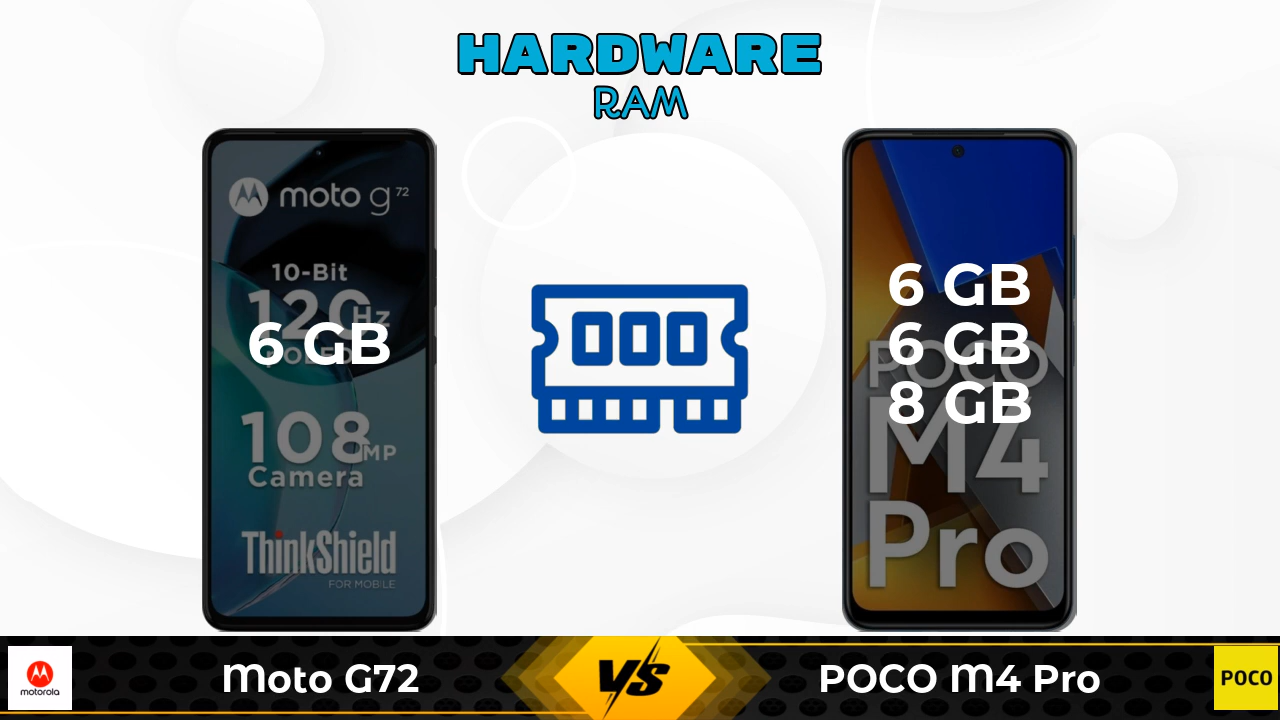 HARDWARE
RAM
moto g 72
10-Bit
120Hz
6 GB
108MP
Camera
ThinkShield
FOR MOBILE
6 GB
6 GB
8 GB
POCO
M4
Pro
motorola
Moto G72
VS
POCO M4 Pro
POCO